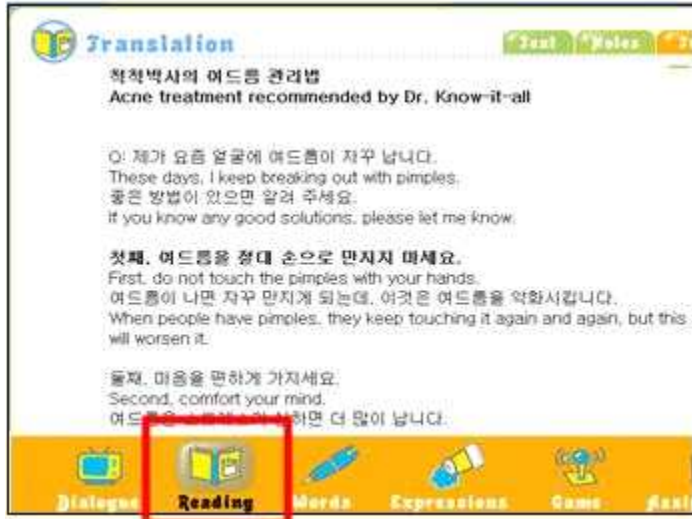 Translation
Text Notes
척척박사의 여드름 관리법
Acne treatment recommended by Dr. Know-it-all
Q: 제가 요즘 얼굴에 여드름이 자꾸 납니다.
These days, I keep breaking out with pimples.
좋은 방법이 있으면 알려 주세요.
If you know any good solutions, please let me know.
첫째, 여드름을 절대 손으로 만지지 마세요.
First, do not touch the pimples with your hands.
여드름이 나면 자꾸 만지게 되는데, 이것은 여드름을 악화시킵니다.
When people have pimples, they keep touching it again and again, but this
will worsen it.
둘째, 마음을 편하게 가지세요.
Second, comfort your mind.
하면 더 많이 납니다.
Dialogue Reading Words Expressions Game